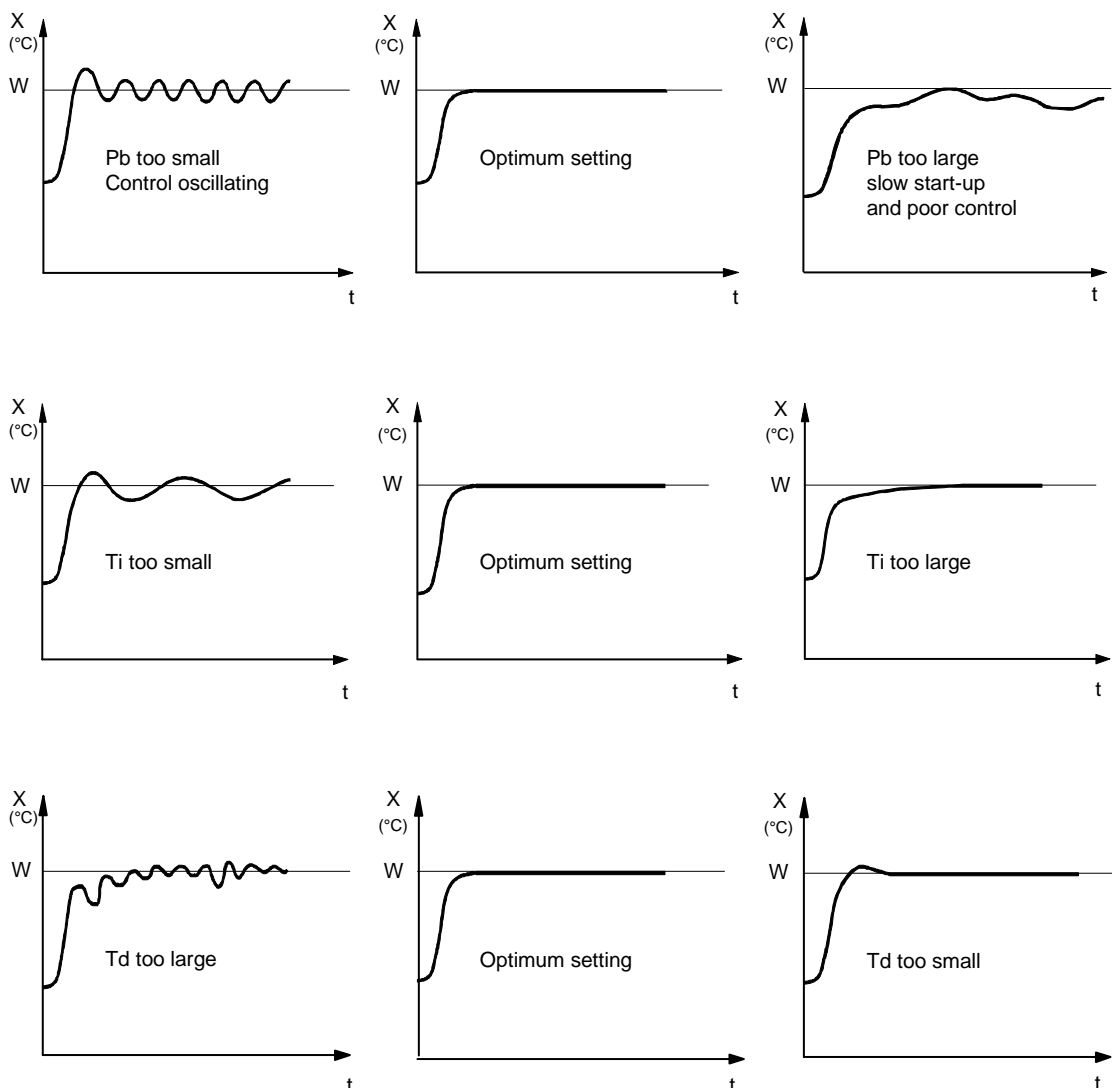 X
(°C)
W
Pb too small
Control oscillating
t
X
(°C)
W
Optimum setting
t
X
(°C)
W
Pb too large
slow start-up
and poor control
t
X
(°C)
W
Ti too small
t
X
(°C)
W
Optimum setting
t
X
(°C)
W
Ti too large
t
X
(°C)
W
Td too large
t
X
(°C)
W
Optimum setting
t
X
(°C)
W
Td too small
t